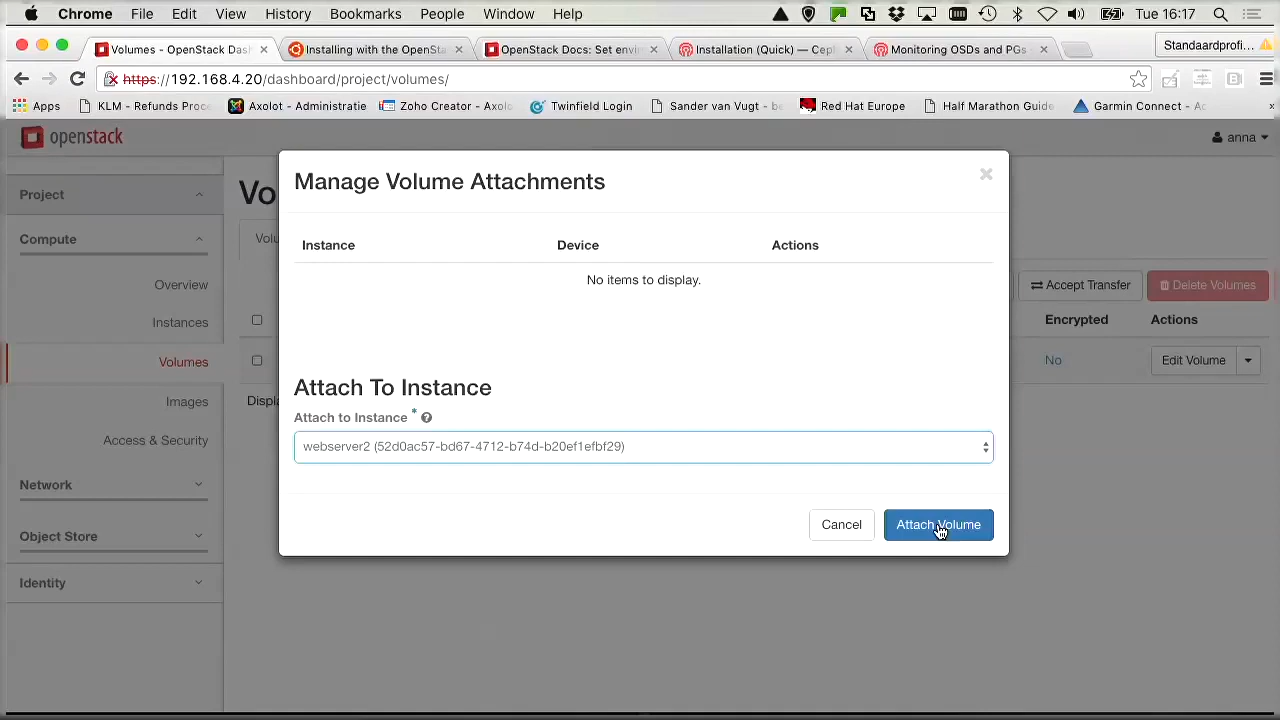 Chrome File Edit View History Bookmarks People Window Help Tue 16:17
Volumes - OpenStack Das Installing with the OpenSta OpenStack Docs: Set envi Installation (Quick) — Cep Monitoring OSDs and PGs Standaardprofi...
https://192.168.4.20/dashboard/project/volumes/
Apps KLM - Refunds Proce Axolot - Administratie Zoho Creator - Axolo Twinfield Login Sander van Vugt - be Red Hat Europe Half Marathon Guide Garmin Connect - Ac
openstack anna
Project
Compute
Overview
Instances
Volumes
Images
Access & Security
Network
Object Store
Identity
Vo
Volu
Displa
Manage Volume Attachments ×
Instance Device Actions
No items to display.
Attach To Instance
Attach to Instance *
webserver2 (52d0ac57-bd67-4712-b74d-b20ef1efbf29)
Cancel Attach Volume
Accept Transfer Delete Volumes
Encrypted Actions
No Edit Volume